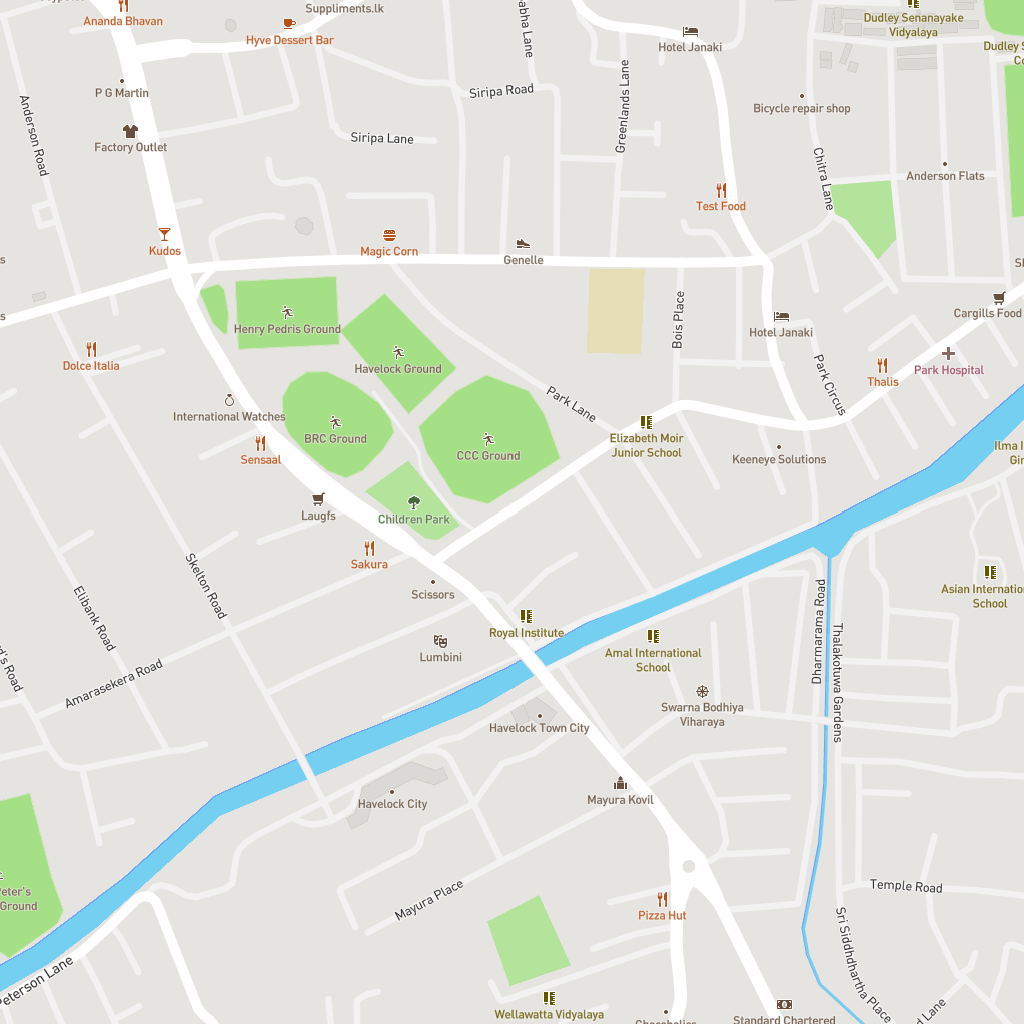 Suppliments.lk
Ananda Bhavan
Hyve Dessert Bar
Hotel Janaki
Dudley Senanayake
Vidyalaya
P G Martin
Siripa Road
Greenlands Lane
Bicycle repair shop
Anderson Road
Factory Outlet
Siripa Lane
Chitra Lane
Anderson Flats
Test Food
Kudos
Magic Corn
Genelle
Henry Pedris Ground
Bois Place
Hotel Janaki
Cargills Food
Dolce Italia
Havelock Ground
Park Circus
Thalis
Park Hospital
International Watches
Park Lane
BRC Ground
Sensaal
CCC Ground
Elizabeth Moir
Junior School
Keeneye Solutions
Laugfs
Children Park
Sakura
Scissors
Skelton Road
Elibank Road
Asian Internation
School
Royal Institute
Lumbini
Amal International
School
Dharmarama Road
Thalakotuwa Gardens
Amarasekera Road
Swarna Bodhiya
Viharaya
Havelock Town City
Havelock City
Mayura Kovil
Mayura Place
Temple Road
Pizza Hut
Sri Siddhdhartha Place
Peterson Lane
Wellawatta Vidyalaya
Standard Chartered